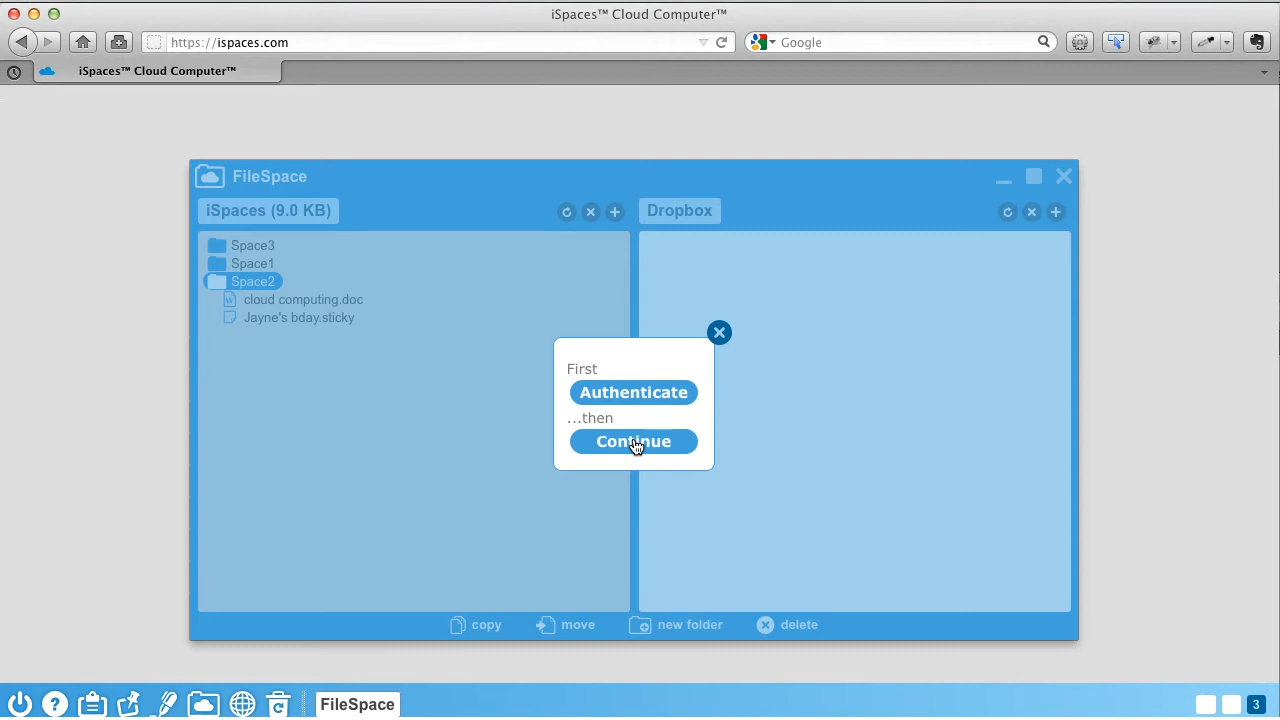 iSpaces™ Cloud Computer™
https://ispaces.com
Google
iSpaces™ Cloud Computer™
FileSpace
iSpaces (9.0 KB)
Dropbox
Space3
Space1
Space2
cloud computing.doc
Jayne's bday.sticky
First
Authenticate
...then
Continue
copy
move
new folder
delete
FileSpace
3